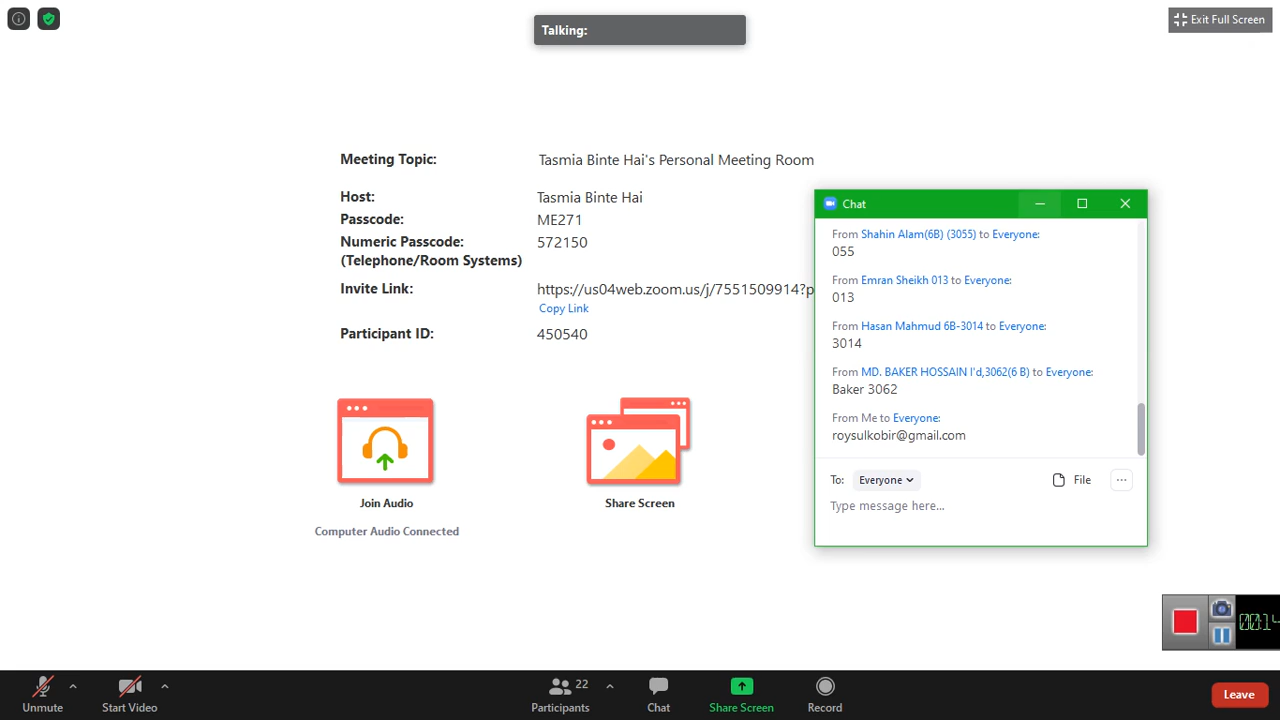 Talking:
Exit Full Screen
Meeting Topic: Tasmia Binte Hai's Personal Meeting Room
Host: Tasmia Binte Hai
Passcode: ME271
Numeric Passcode: 572150
(Telephone/Room Systems)
Invite Link: https://us04web.zoom.us/j/7551509914?p
Copy Link
Participant ID: 450540
Join Audio
Computer Audio Connected
Share Screen
Chat
From Shahin Alam(6B) (3055) to Everyone:
055
From Emran Sheikh 013 to Everyone:
013
From Hasan Mahmud 6B-3014 to Everyone:
3014
From MD. BAKER HOSSAIN I'd,3062(6 B) to Everyone:
Baker 3062
From Me to Everyone:
roysulkobir@gmail.com
To: Everyone File
Type message here...
Unmute
Start Video
22
Participants
Chat
Share Screen
Record
Leave